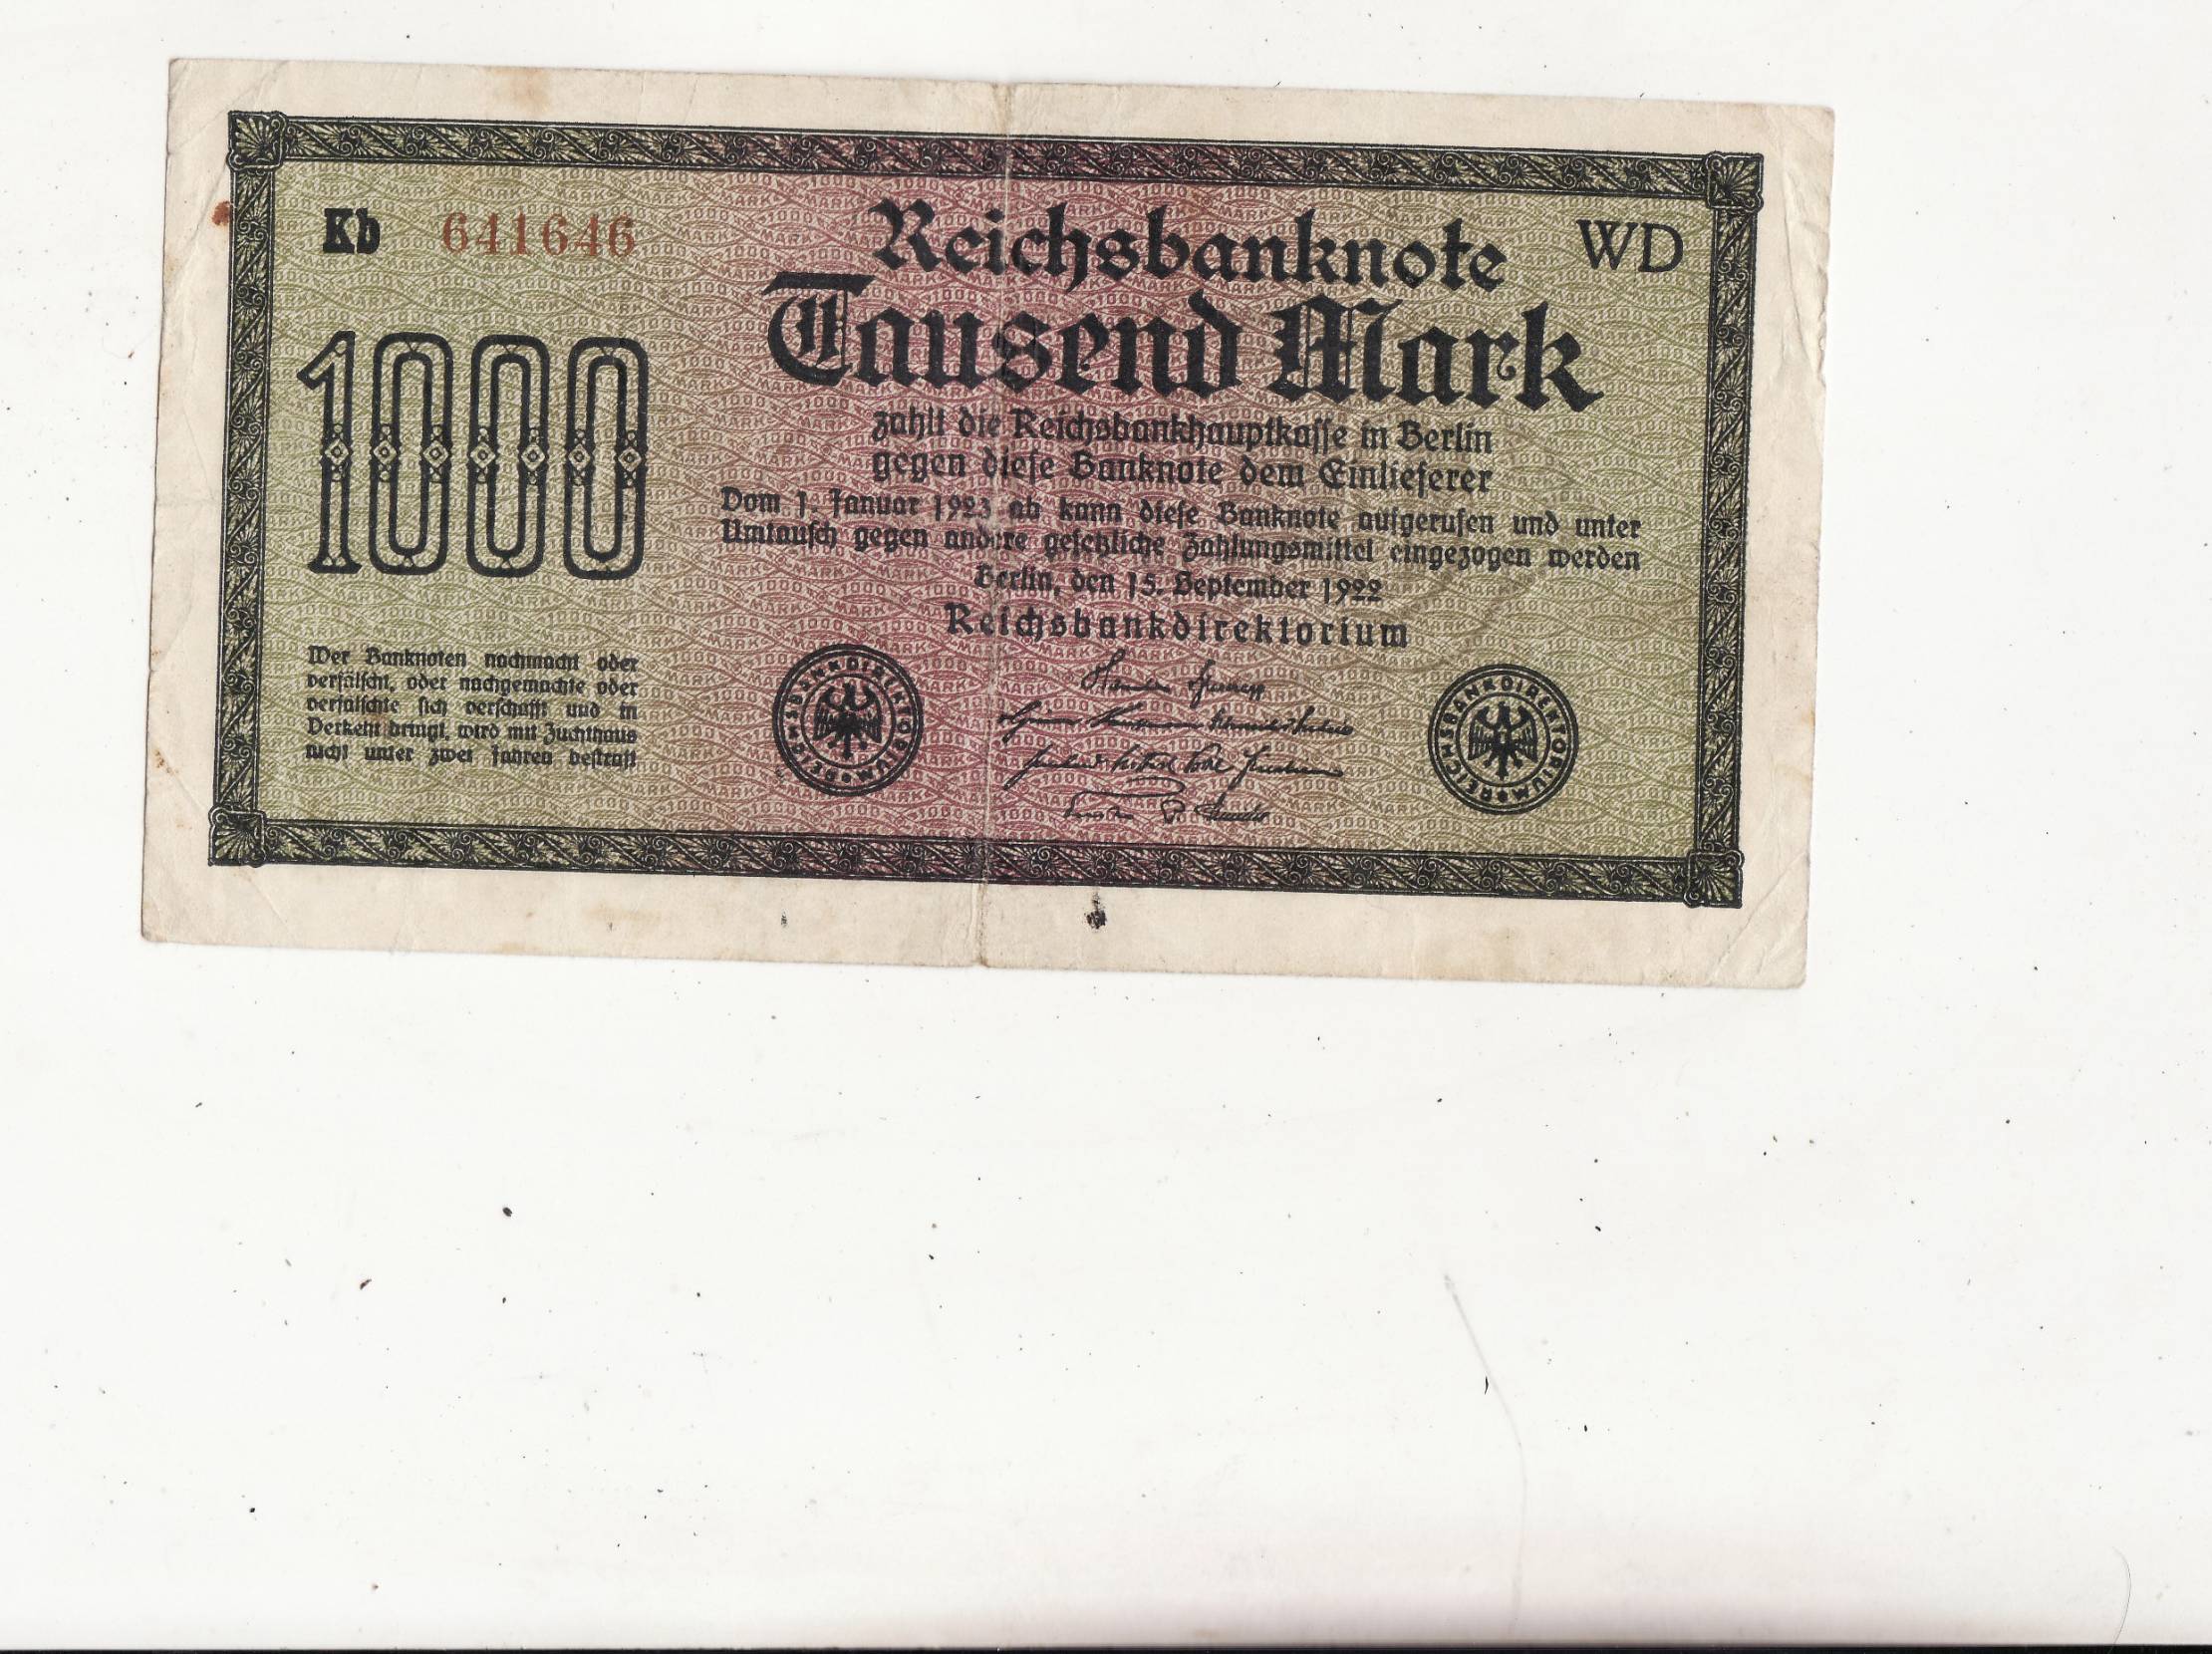 Kb 641646
Reichsbanknote
WD
Tausend Mark
1000
zahlt die Reichsbankhauptkasse in Berlin
gegen diese Banknote dem Einlieferer
Vom 1. Januar 1923 ab kann diese Banknote aufgerufen und unter
Umtausch gegen andere gesetzliche Zahlungsmittel eingezogen werden
Berlin, den 15. September 1922
Reichsbankdirektorium
Wer Banknoten nachmacht oder
verfälscht, oder nachgemachte oder
verfälschte sich verschafft und in
Verkehr bringt, wird mit Zuchthaus
nicht unter zwei Jahren bestraft
REICHSBANKDIREKTORIUM
REICHSBANKDIREKTORIUM